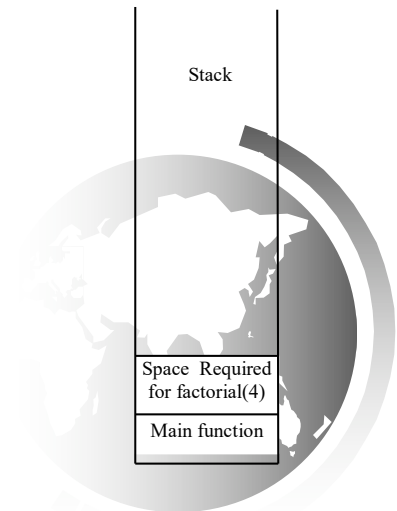 Stack
Space Required
for factorial(4)
Main function